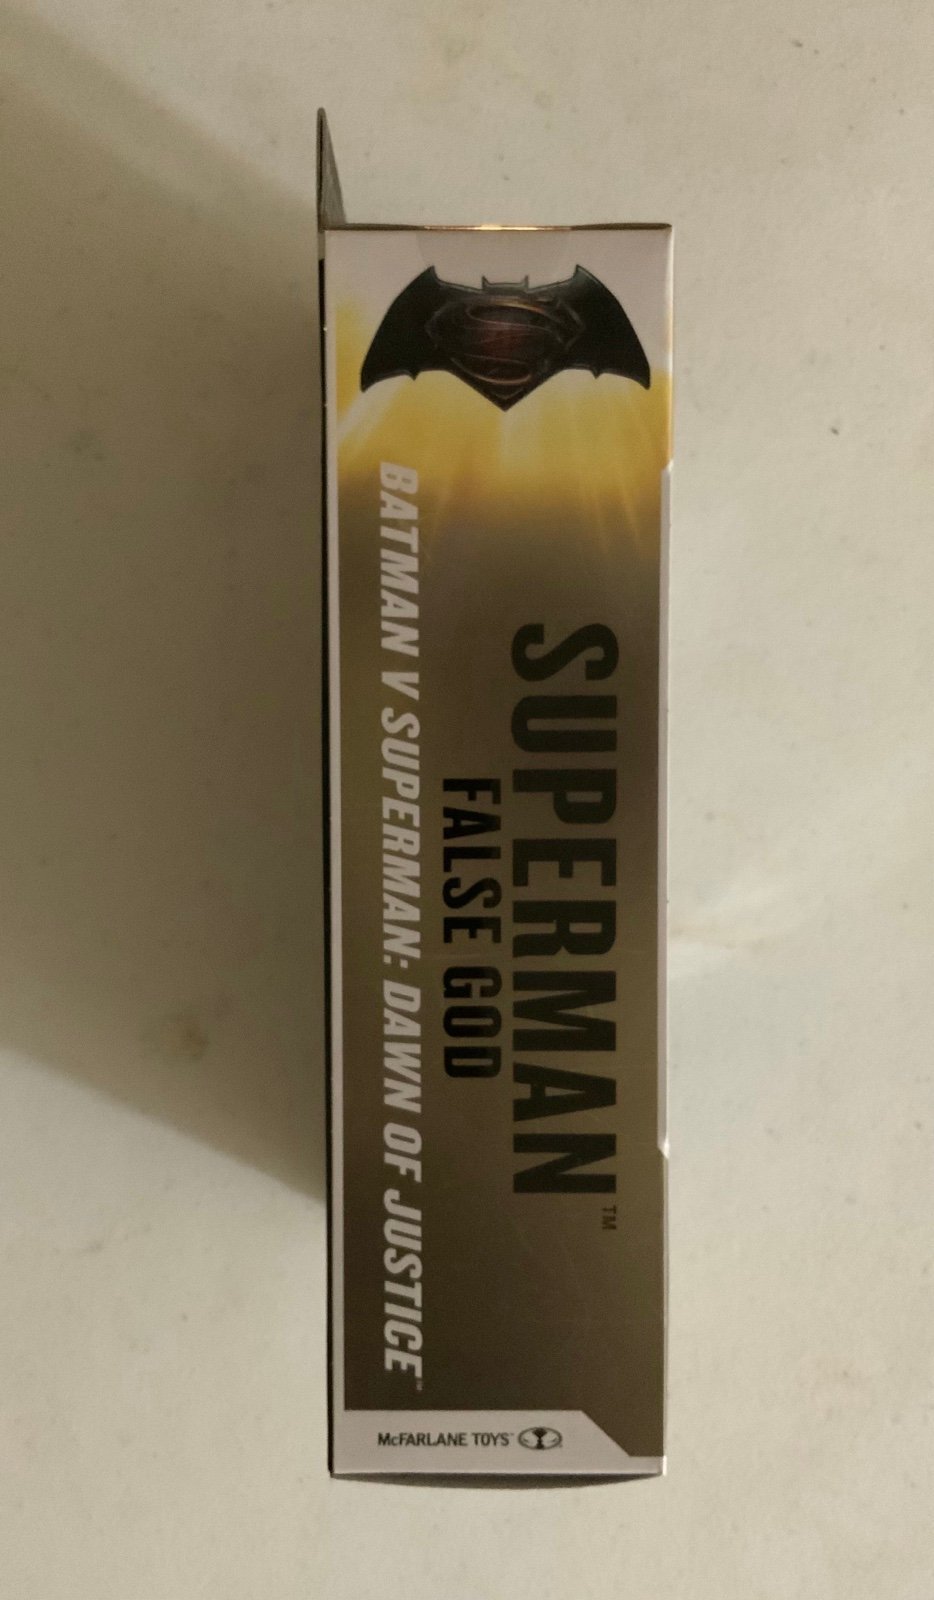 SUPERMAN™
FALSE GOD
BATMAN V SUPERMAN: DAWN OF JUSTICE™
McFARLANE TOYS™